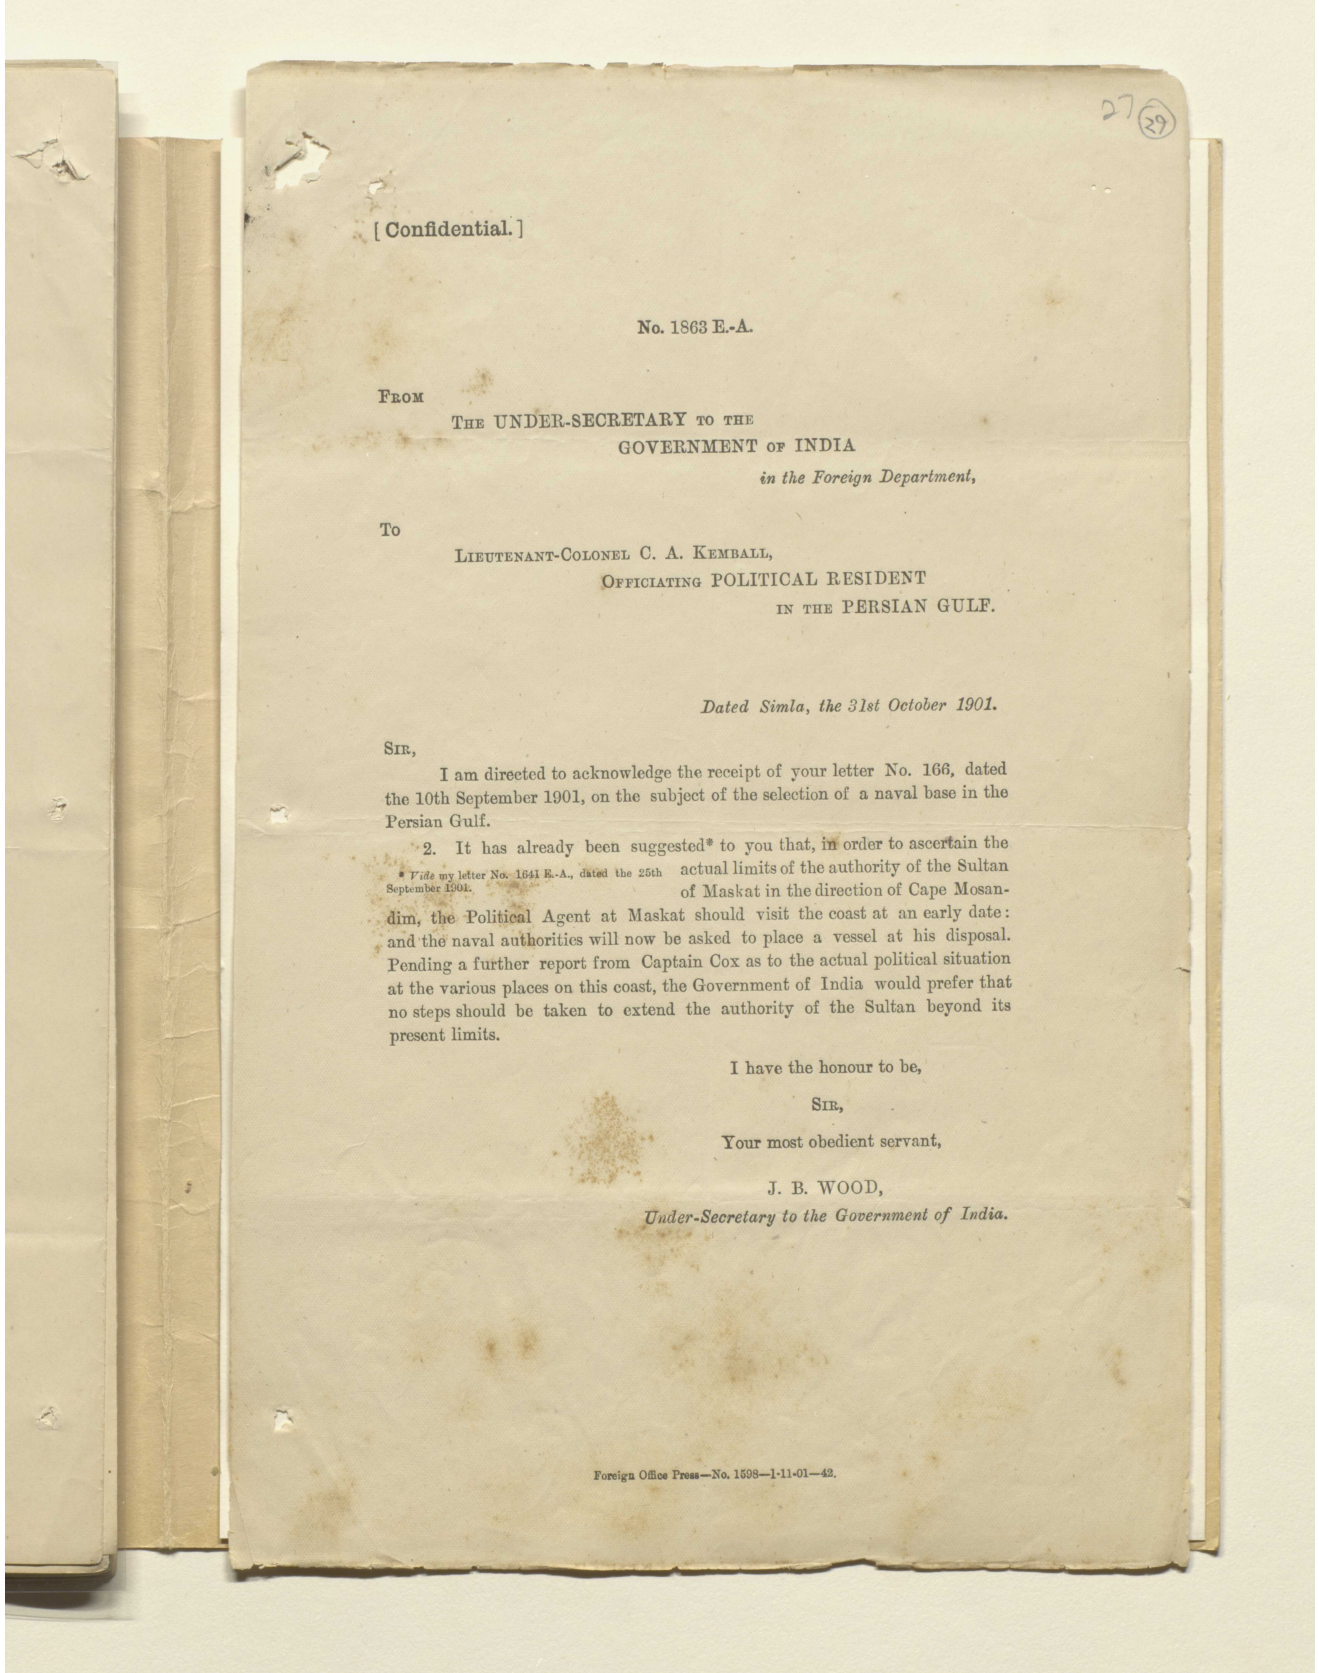 27 29
[ Confidential. ]
No. 1863 E.-A.
FROM
THE UNDER-SECRETARY TO THE
GOVERNMENT OF INDIA
in the Foreign Department,
To
LIEUTENANT-COLONEL C. A. KEMBALL,
OFFICIATING POLITICAL RESIDENT
IN THE PERSIAN GULF.
Dated Simla, the 31st October 1901.
SIR,
I am directed to acknowledge the receipt of your letter No. 166, dated
the 10th September 1901, on the subject of the selection of a naval base in the
Persian Gulf.
2. It has already been suggested* to you that, in order to ascertain the
* Vide my letter No. 1641 E.-A., dated the 25th
September 1901.
actual limits of the authority of the Sultan
of Maskat in the direction of Cape Mosan-
dim, the Political Agent at Maskat should visit the coast at an early date:
and the naval authorities will now be asked to place a vessel at his disposal.
Pending a further report from Captain Cox as to the actual political situation
at the various places on this coast, the Government of India would prefer that
no steps should be taken to extend the authority of the Sultan beyond its
present limits.
I have the honour to be,
SIR,
Your most obedient servant,
J. B. WOOD,
Under-Secretary to the Government of India.
Foreign Office Press—No. 1598—1-11-01—42.